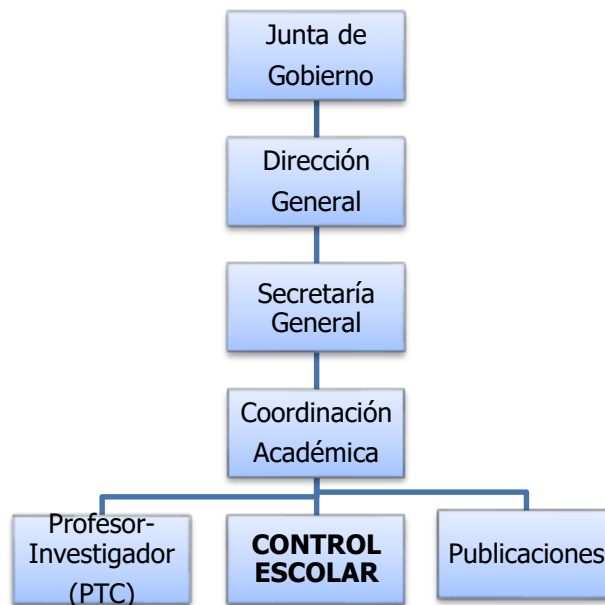 Junta de
Gobierno
Dirección
General
Secretaría
General
Coordinación
Académica
Profesor-
Investigador
(PTC)
CONTROL
ESCOLAR
Publicaciones